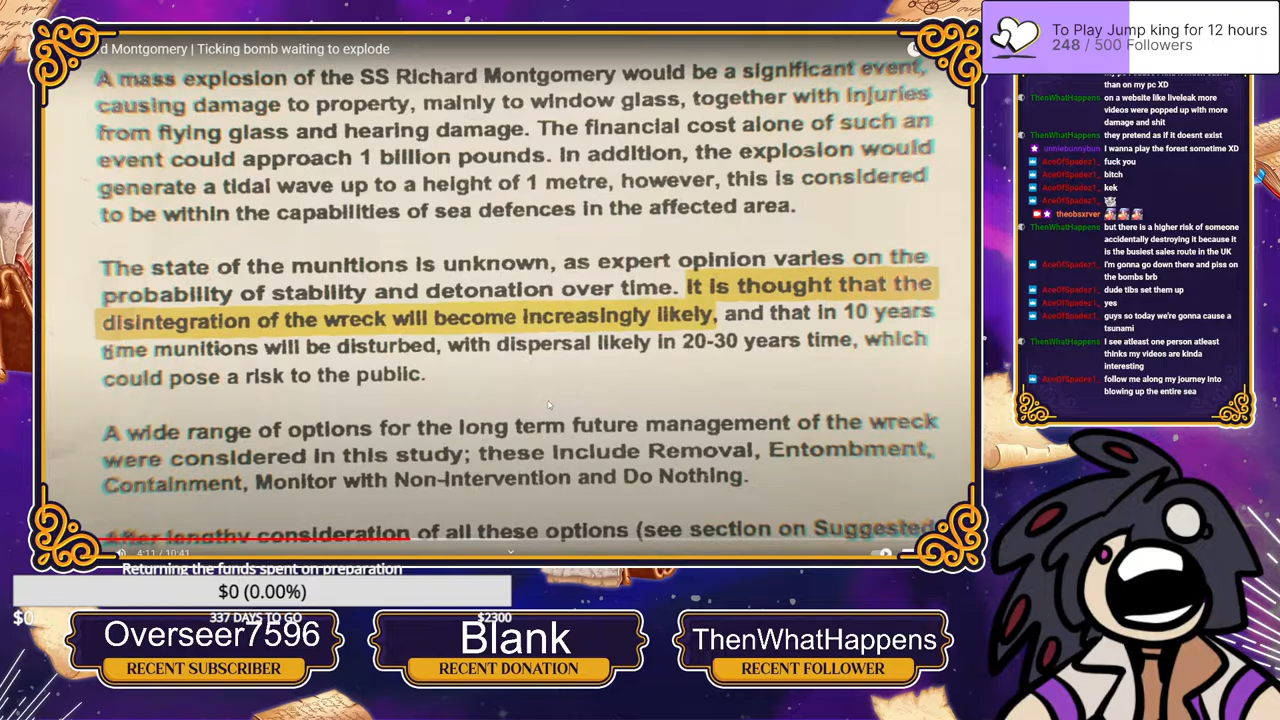 d Montgomery | Ticking bomb waiting to explode
A mass explosion of the SS Richard Montgomery would be a significant event,
causing damage to property, mainly to window glass, together with injuries
from flying glass and hearing damage. The financial cost alone of such an
event could approach 1 billion pounds. In addition, the explosion would
generate a tidal wave up to a height of 1 metre, however, this is considered
to be within the capabilities of sea defences in the affected area.
The state of the munitions is unknown, as expert opinion varies on the
probability of stability and detonation over time. It is thought that the
disintegration of the wreck will become increasingly likely, and that in 10 years
time munitions will be disturbed, with dispersal likely in 20-30 years time, which
could pose a risk to the public.
A wide range of options for the long term future management of the wreck
were considered in this study; these include Removal, Entombment,
Containment, Monitor with Non-intervention and Do Nothing.
After lengthy consideration of all these options (see section on Suggested
4:11 / 10:41
To Play Jump king for 12 hours
248 / 500 Followers
than on my pc XD
ThenWhatHappens on a website like liveleak more
videos were popped up with more
damage and shit
ThenWhatHappens they pretend as if it doesnt exist
unniebunnybun I wanna play the forest sometime XD
AceOfSpadez1_ fuck you
AceOfSpadez1_ bitch
AceOfSpadez1_ kek
AceOfSpadez1_
theobsxrver
ThenWhatHappens but there is a higher risk of someone
accidentally destroying it because it
is the busiest sales route in the UK
AceOfSpadez1_ I'm gonna go down there and piss on
the bombs brb
AceOfSpadez1_ dude tibs set them up
AceOfSpadez1_ yes
AceOfSpadez1_ guys so today we're gonna cause a
tsunami
ThenWhatHappens I see atleast one person atleast
thinks my videos are kinda
interesting
AceOfSpadez1_ follow me along my journey into
blowing up the entire sea
Returning the funds spent on preparation
$0 (0.00%)
$0 337 DAYS TO GO $2300
Overseer7596
RECENT SUBSCRIBER
Blank
RECENT DONATION
ThenWhatHappens
RECENT FOLLOWER